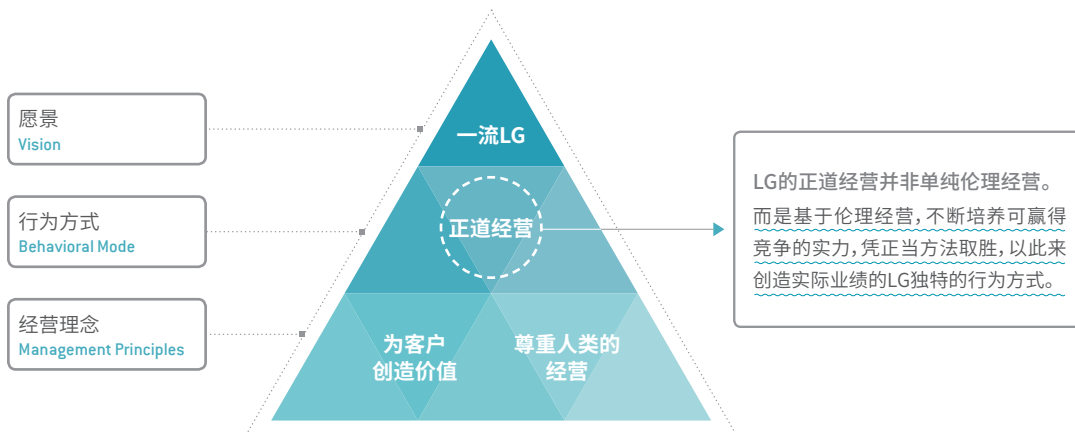 愿景
Vision
行为方式
Behavioral Mode
经营理念
Management Principles
一流LG
正道经营
为客户
创造价值
尊重人类的
经营
LG的正道经营并非单纯伦理经营。
而是基于伦理经营，不断培养可赢得
竞争的实力，凭正当方法取胜，以此来
创造实际业绩的LG独特的行为方式。